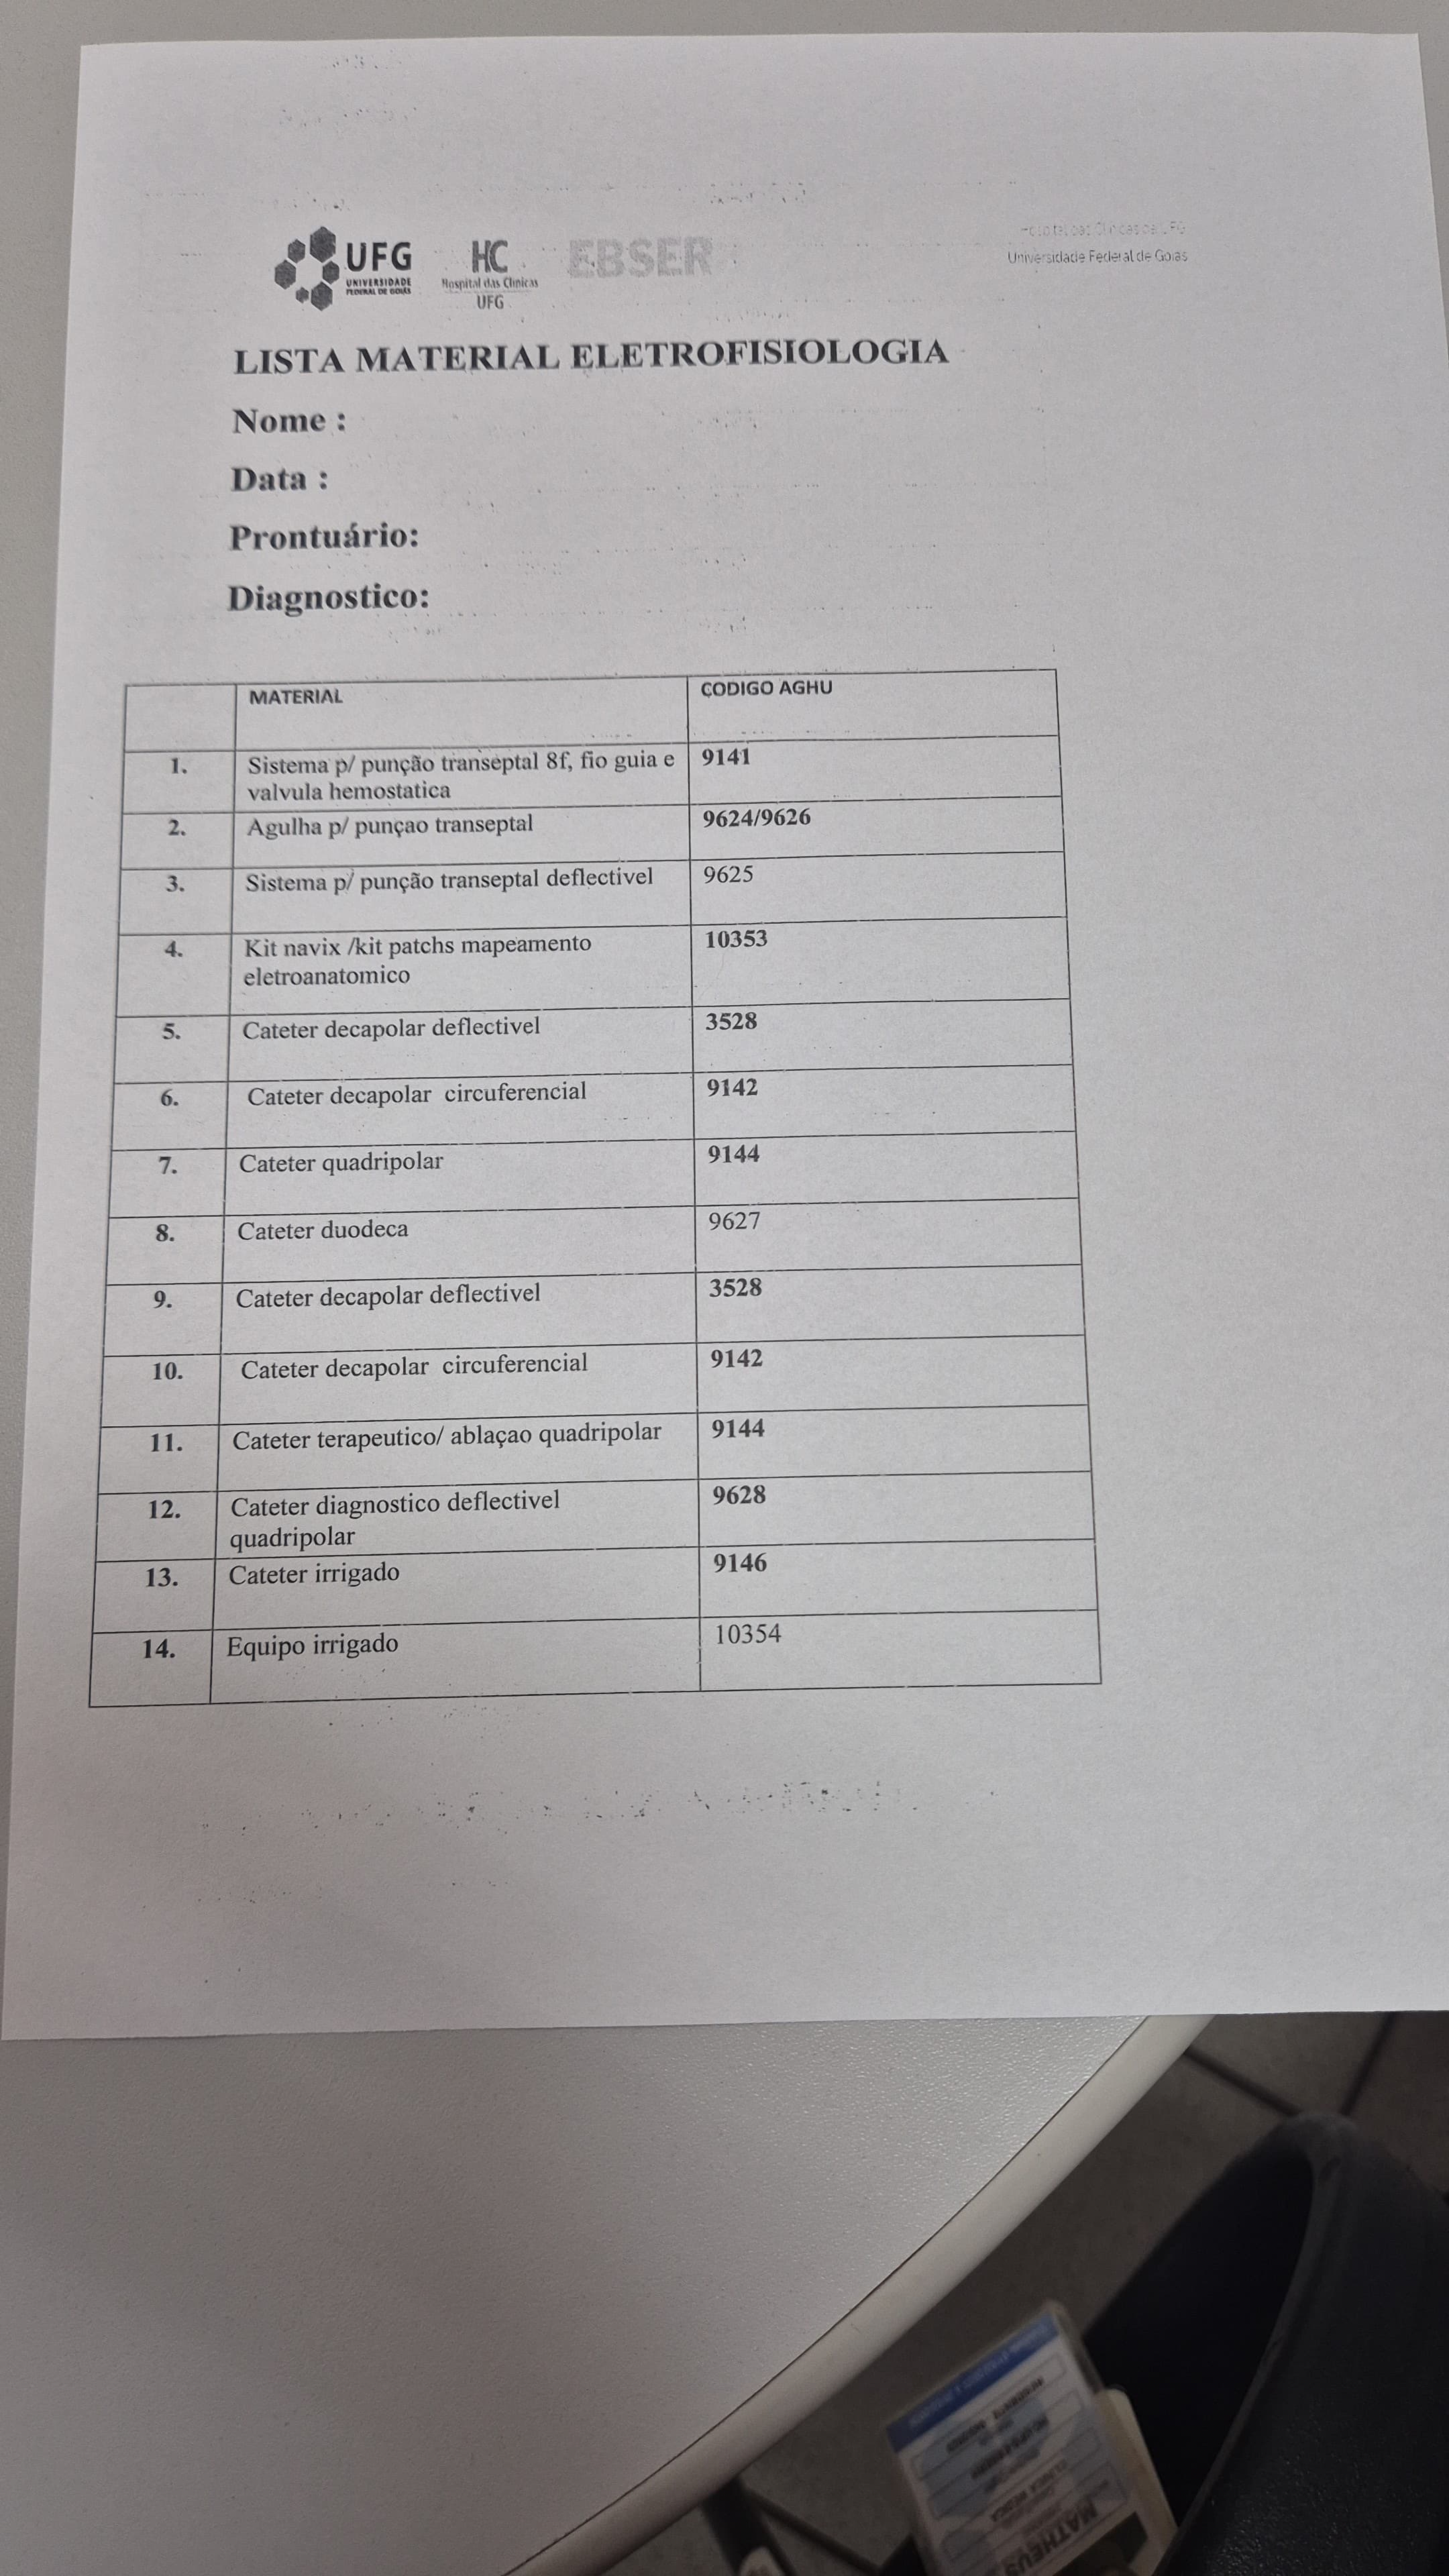 UFG
UNIVERSIDADE
FEDERAL DE GOIÁS
HC
Hospital das Clínicas
UFG
EBSER
Hospital das Clínicas da UFG
Universidade Federal de Goiás
LISTA MATERIAL ELETROFISIOLOGIA
Nome :
Data :
Prontuário:
Diagnostico:
MATERIAL CODIGO AGHU
1. Sistema p/ punção transeptal 8f, fio guia e 9141
valvula hemostatica
2. Agulha p/ punçao transeptal 9624/9626
3. Sistema p/ punção transeptal deflectivel 9625
4. Kit navix /kit patchs mapeamento 10353
eletroanatomico
5. Cateter decapolar deflectivel 3528
6. Cateter decapolar circuferencial 9142
7. Cateter quadripolar 9144
8. Cateter duodeca 9627
9. Cateter decapolar deflectivel 3528
10. Cateter decapolar circuferencial 9142
11. Cateter terapeutico/ ablaçao quadripolar 9144
12. Cateter diagnostico deflectivel 9628
quadripolar
13. Cateter irrigado 9146
14. Equipo irrigado 10354
MATHEUS